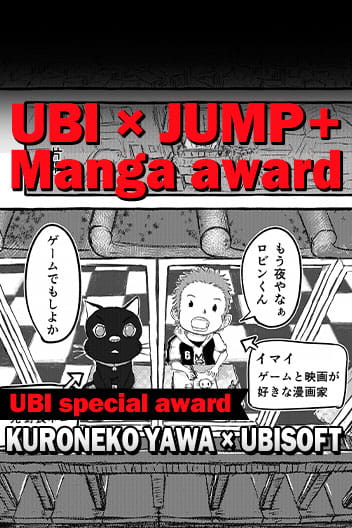 UBI × JUMP+
Manga award
もう夜やなぁ
ロビンくん
ゲームでもしよか
イマイ
ゲームと映画が
好きな漫画家
UBI special award
KURONEKO YAWA × UBISOFT